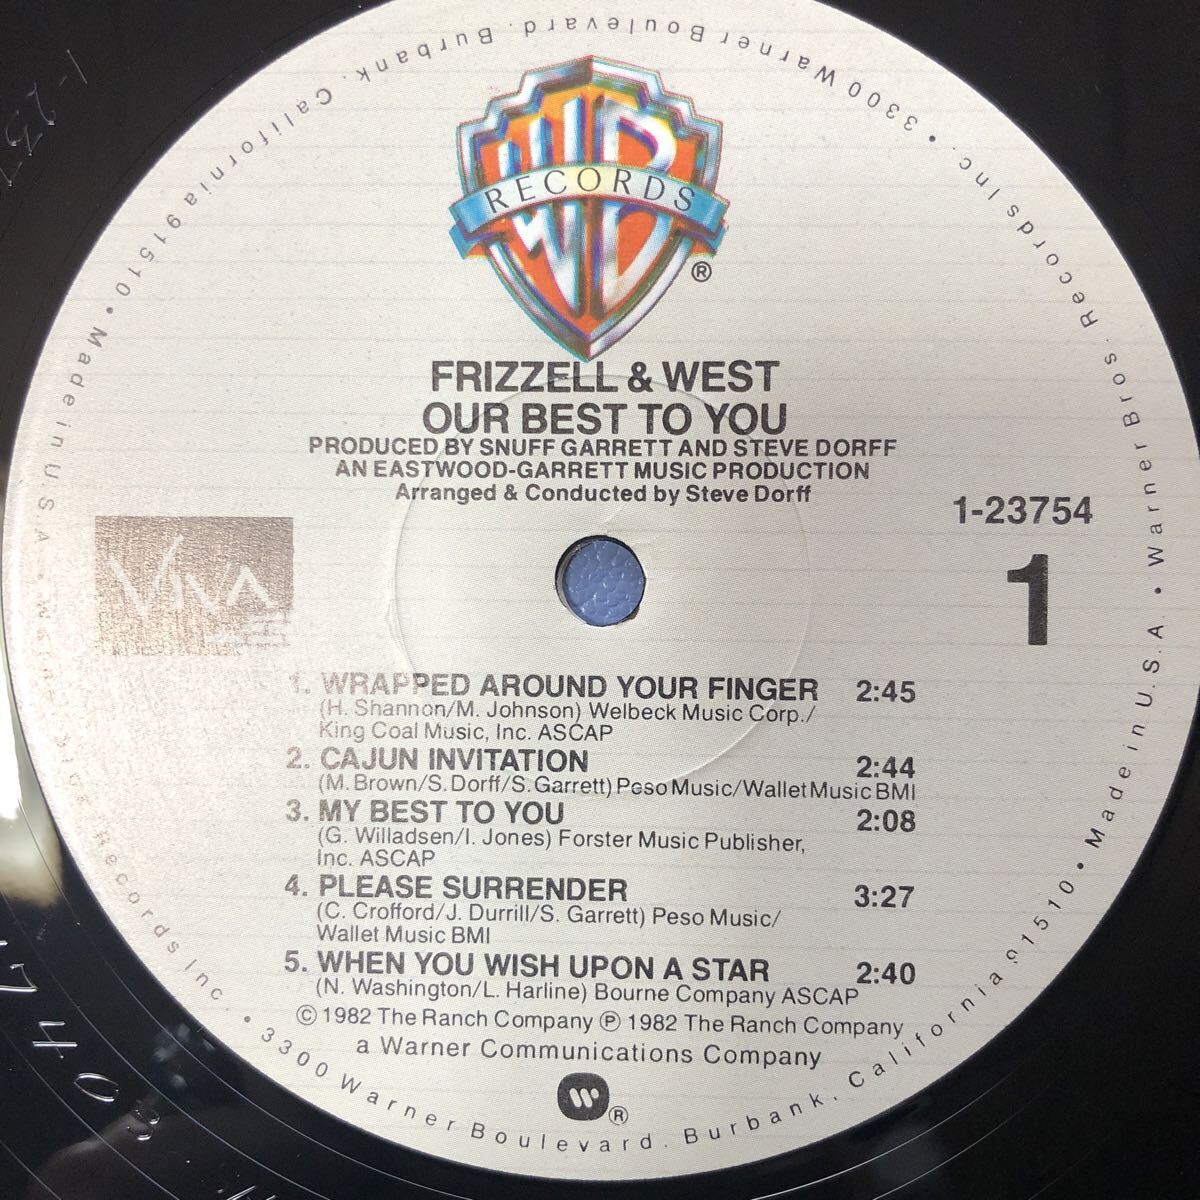 WB
RECORDS
®
FRIZZELL & WEST
OUR BEST TO YOU
PRODUCED BY SNUFF GARRETT AND STEVE DORFF
AN EASTWOOD-GARRETT MUSIC PRODUCTION
Arranged & Conducted by Steve Dorff
1-23754
1
VIVA
1. WRAPPED AROUND YOUR FINGER 2:45
(H. Shannon/M. Johnson) Welbeck Music Corp./
King Coal Music, Inc. ASCAP
2. CAJUN INVITATION 2:44
(M. Brown/S. Dorff/S. Garrett) Peso Music/Wallet Music BMI
3. MY BEST TO YOU 2:08
(G. Willadsen/I. Jones) Forster Music Publisher,
Inc. ASCAP
4. PLEASE SURRENDER 3:27
(C. Crofford/J. Durrill/S. Garrett) Peso Music/
Wallet Music BMI
5. WHEN YOU WISH UPON A STAR 2:40
(N. Washington/L. Harline) Bourne Company ASCAP
© 1982 The Ranch Company ℗ 1982 The Ranch Company
a Warner Communications Company
®
Warner Bros. Records Inc. • 3300 Warner Boulevard. Burbank. California 91510 • Made in U.S.A. • Warner Bros. Records Inc. • 3300 Warner Boulevard. Burbank. California 91510 • Made in U.S.A. •